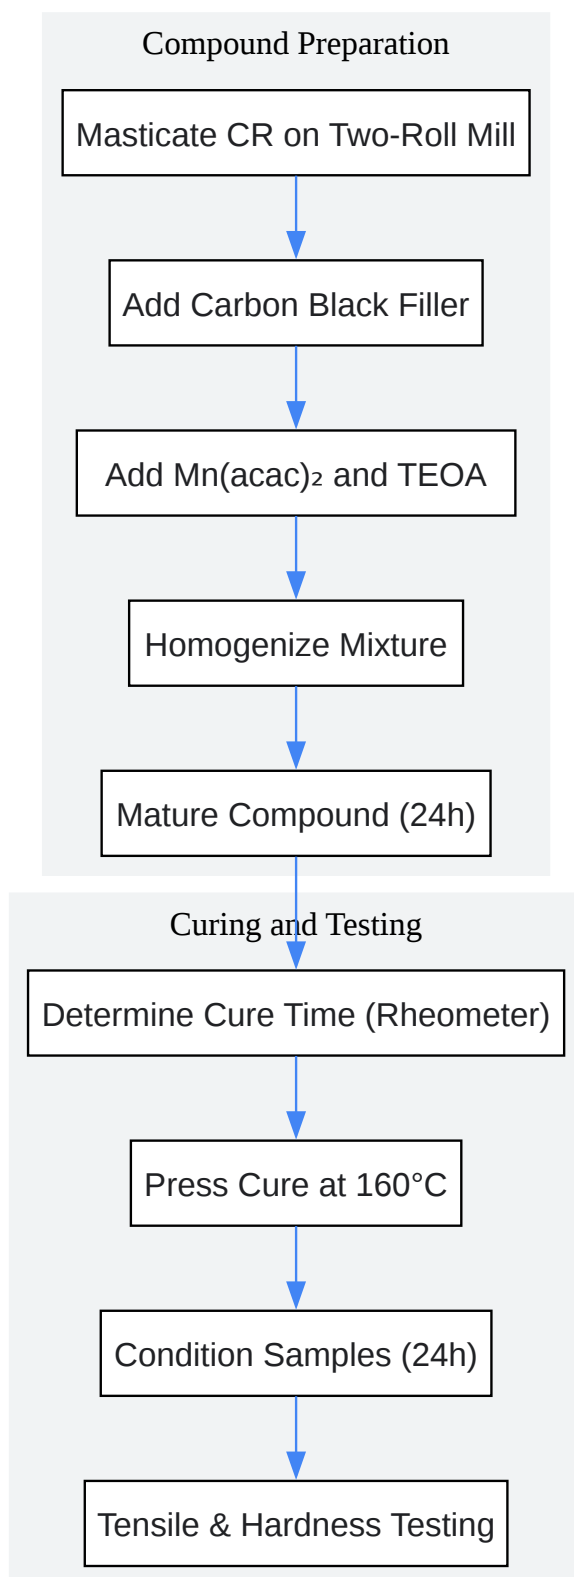 Compound Preparation
Masticate CR on Two-Roll Mill
Add Carbon Black Filler
Add Mn(acac)₂ and TEOA
Homogenize Mixture
Mature Compound (24h)
Curing and Testing
Determine Cure Time (Rheometer)
Press Cure at 160°C
Condition Samples (24h)
Tensile & Hardness Testing